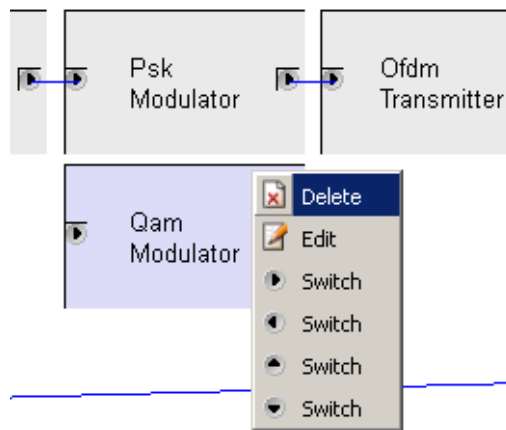 Psk
Modulator
Ofdm
Transmitter
Qam
Modulator
Delete
Edit
Switch
Switch
Switch
Switch